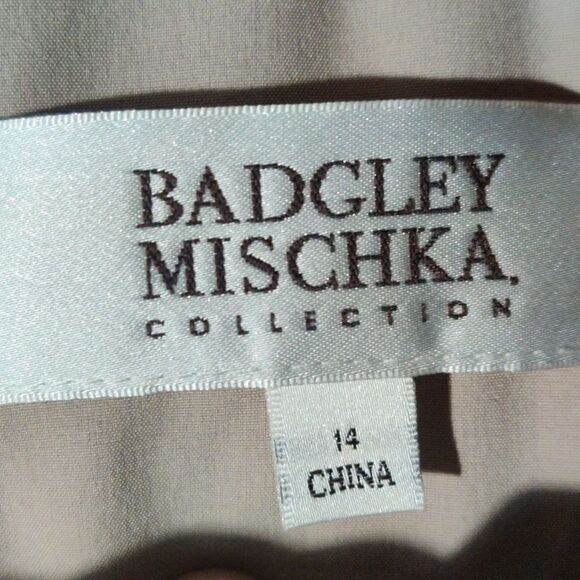 BADGLEY
MISCHKA.
COLLECTION
14
CHINA